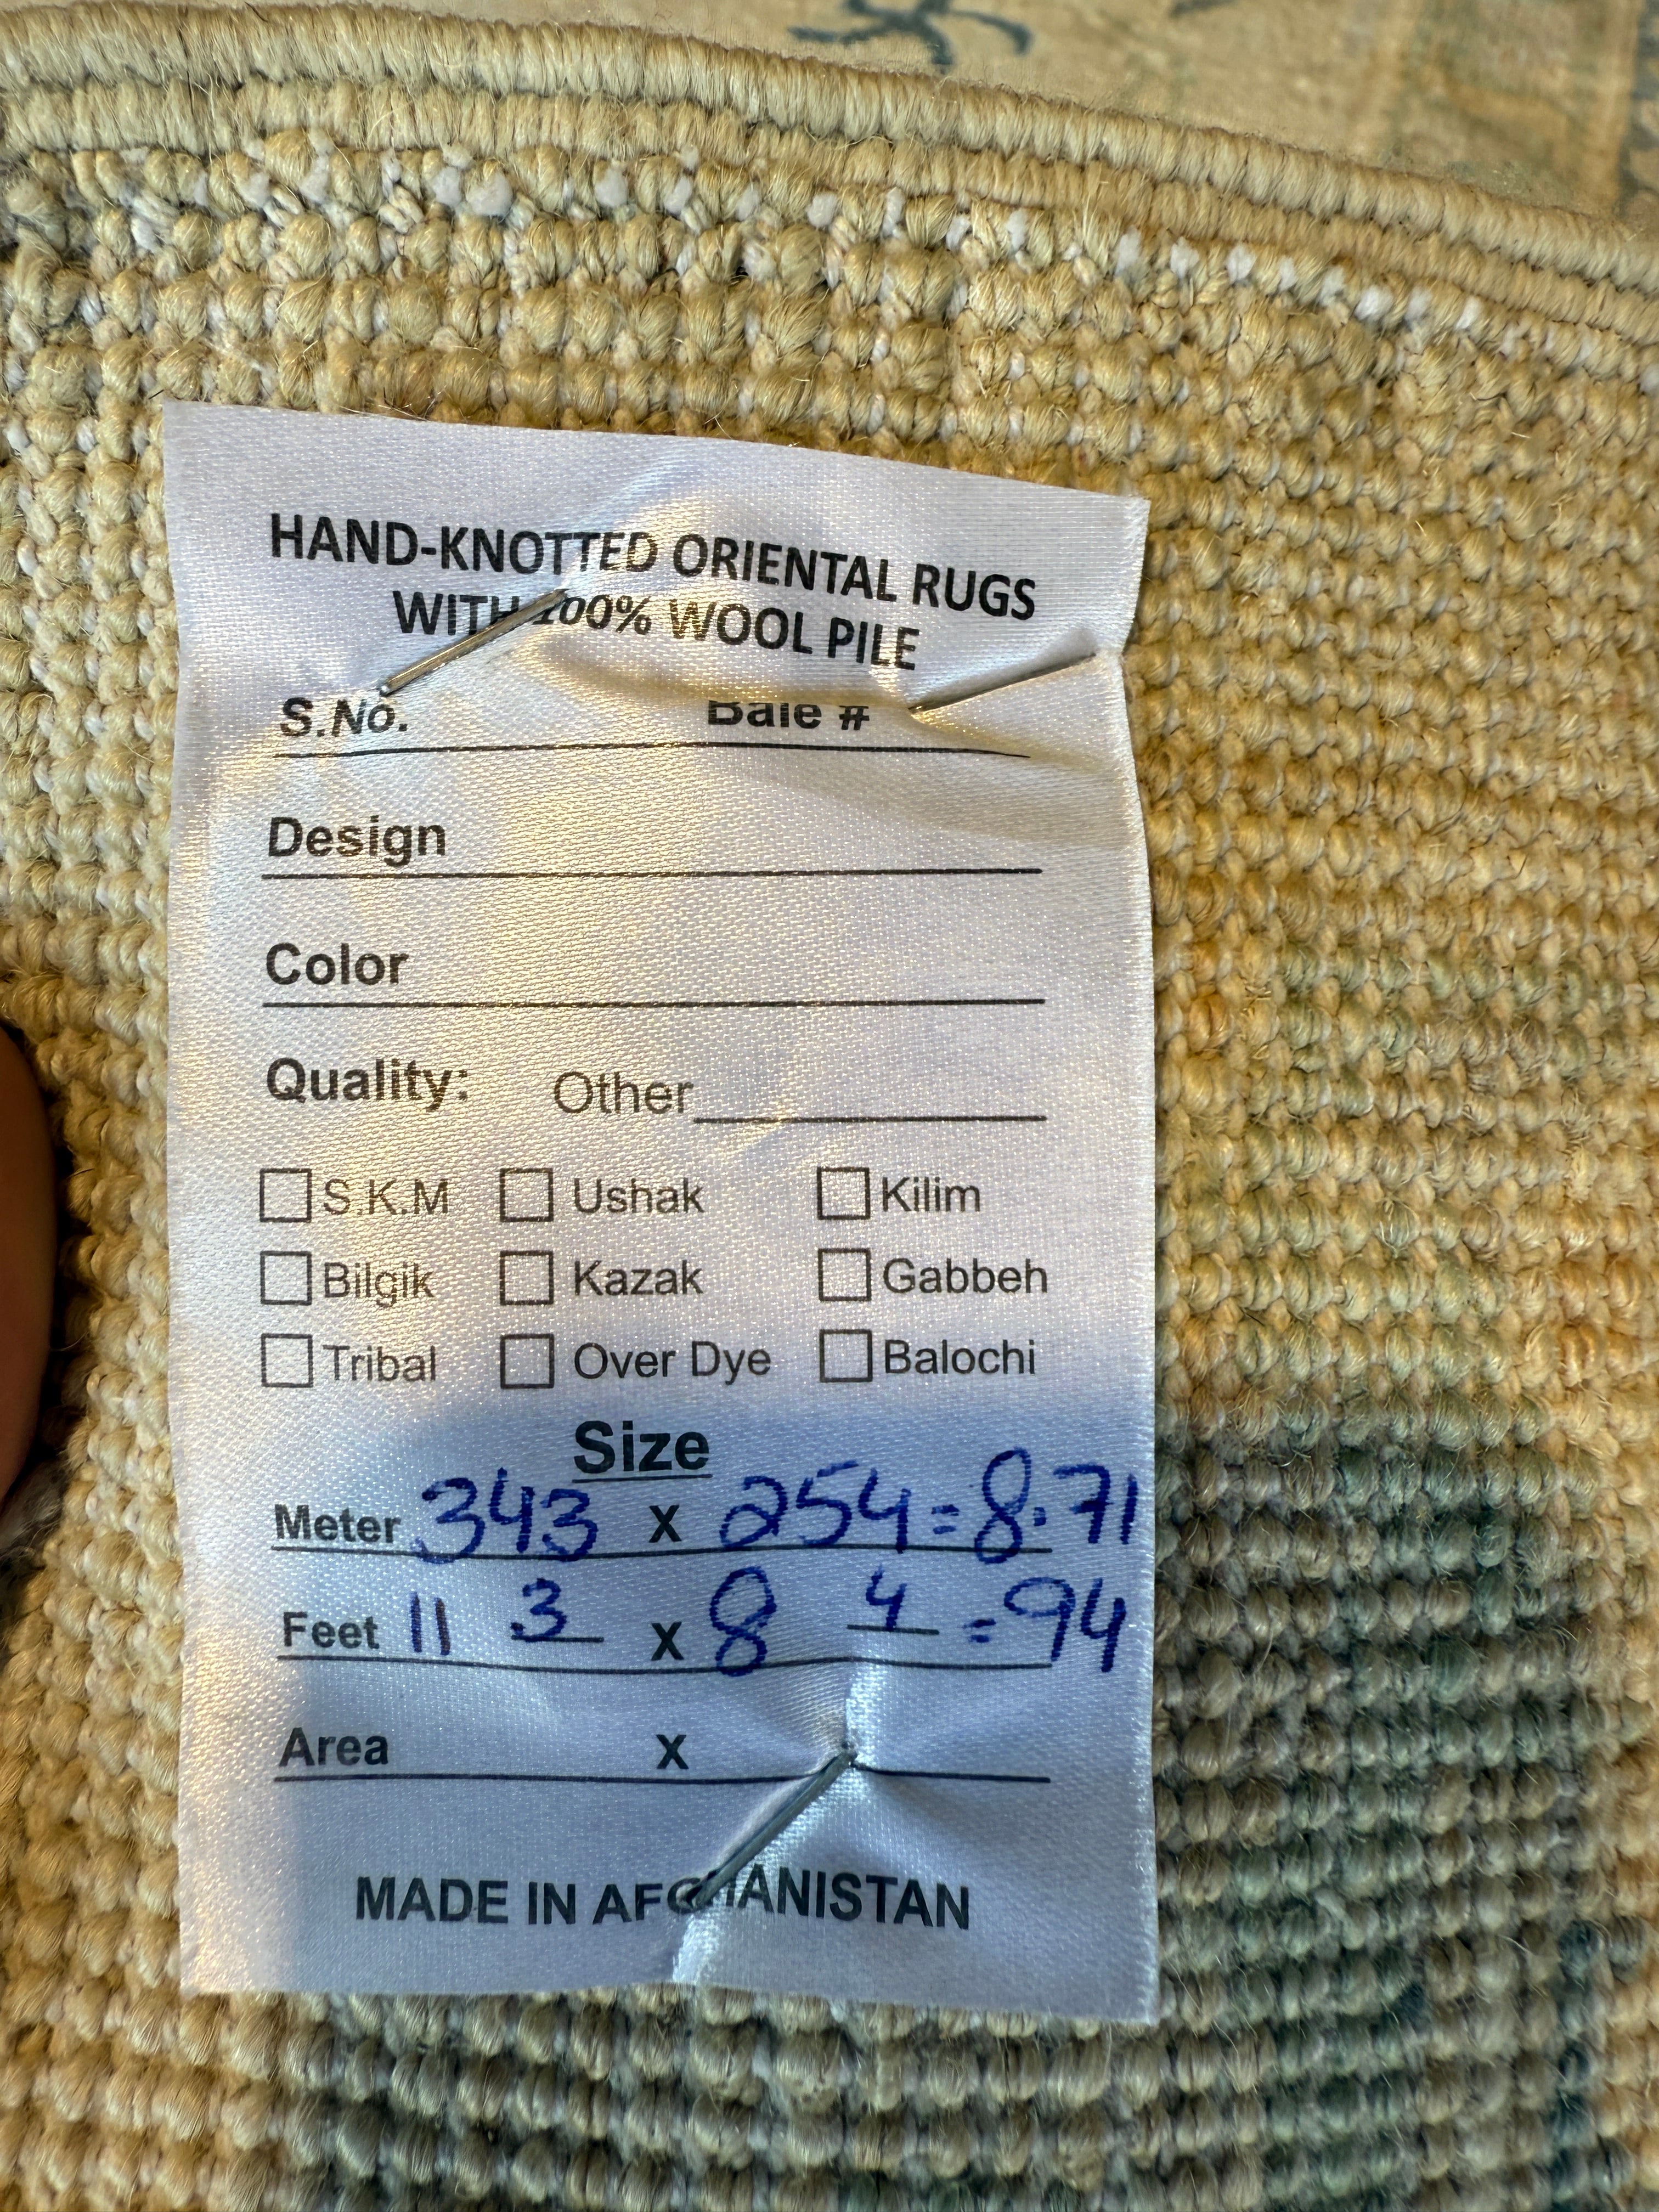 HAND-KNOTTED ORIENTAL RUGS
WITH 100% WOOL PILE
S.No. Bale #
Design
Color
Quality: Other
S.K.M Ushak Kilim
Bilgik Kazak Gabbeh
Tribal Over Dye Balochi
Size
Meter 343 x 254 = 8.71
Feet 11 3 x 8 4 = 94
Area x
MADE IN AFGHANISTAN